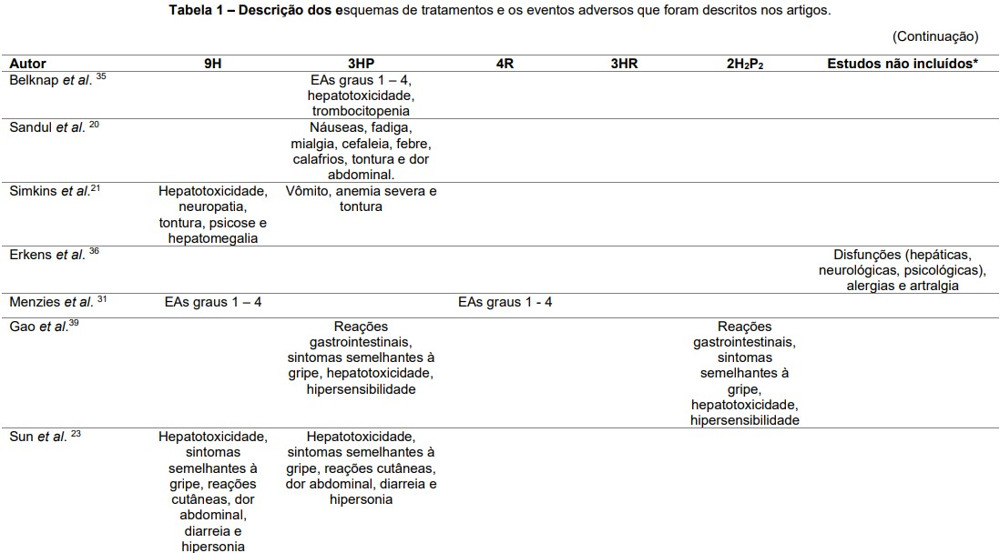 Tabela 1 – Descrição dos esquemas de tratamentos e os eventos adversos que foram descritos nos artigos.
(Continuação)
Autor 9H 3HP 4R 3HR 2H₂P₂ Estudos não incluídos*
Belknap et al. ³⁵ EAs graus 1 – 4,
hepatotoxicidade,
trombocitopenia
Sandul et al. ²⁰ Náuseas, fadiga,
mialgia, cefaleia, febre,
calafrios, tontura e dor
abdominal.
Simkins et al.²¹ Hepatotoxicidade, Vômito, anemia severa e
neuropatia, tontura
tontura, psicose e
hepatomegalia
Erkens et al. ³⁶ Disfunções (hepáticas,
neurológicas, psicológicas),
alergias e artralgia
Menzies et al. ³¹ EAs graus 1 – 4 EAs graus 1 - 4
Gao et al.³⁹ Reações Reações
gastrointestinais, gastrointestinais,
sintomas semelhantes à sintomas
gripe, hepatotoxicidade, semelhantes à
hipersensibilidade gripe,
hepatotoxicidade,
hipersensibilidade
Sun et al. ²³ Hepatotoxicidade, Hepatotoxicidade,
sintomas sintomas semelhantes à
semelhantes à gripe, reações cutâneas,
gripe, reações dor abdominal, diarreia e
cutâneas, dor hipersonia
abdominal,
diarreia e
hipersonia